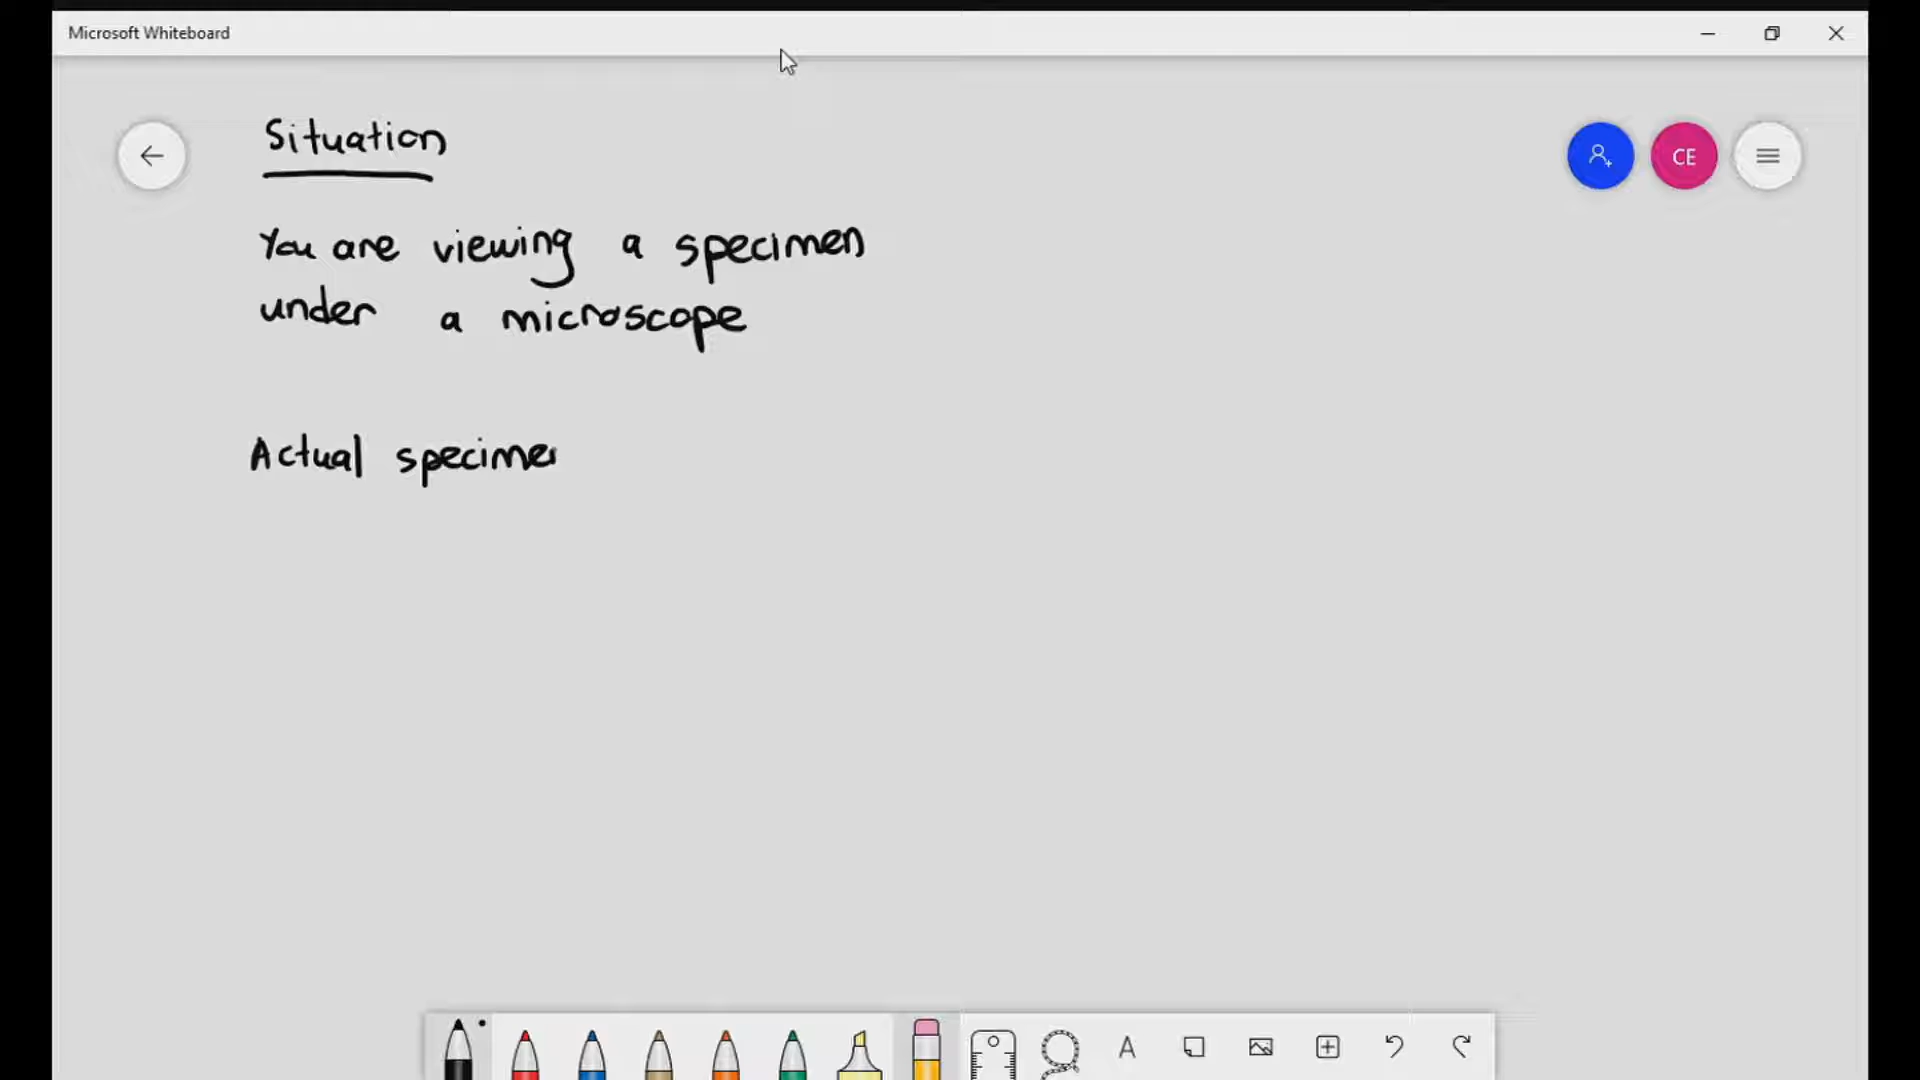 Microsoft Whiteboard
Situation
CE
You are viewing a specimen
under a microscope
Actual specime
A